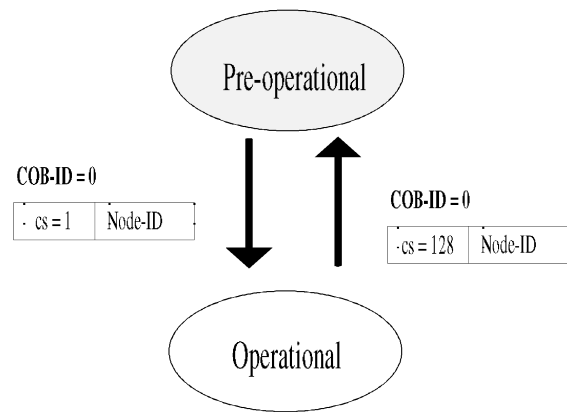 Pre-operational
COB-ID = 0
cs = 1 Node-ID
COB-ID = 0
cs = 128 Node-ID
Operational